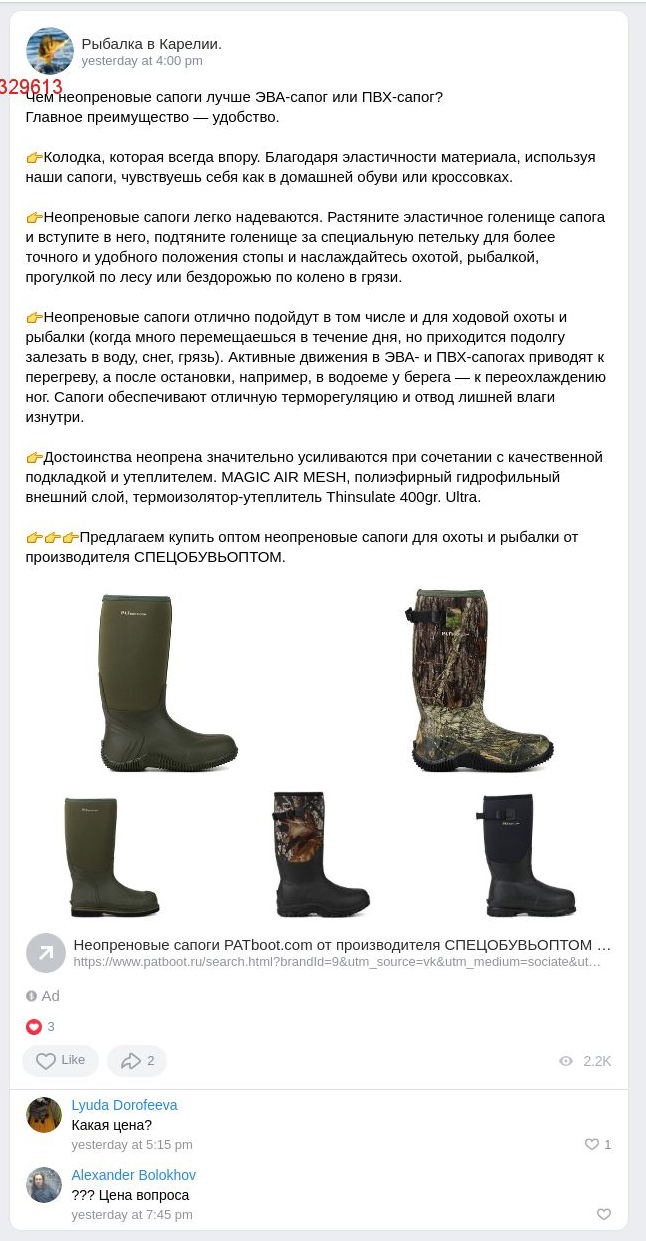 Рыбалка в Карелии.
yesterday at 4:00 pm
329613
Чем неопреновые сапоги лучше ЭВА-сапог или ПВХ-сапог?
Главное преимущество — удобство.
👉Колодка, которая всегда впору. Благодаря эластичности материала, используя
наши сапоги, чувствуешь себя как в домашней обуви или кроссовках.
👉Неопреновые сапоги легко надеваются. Растяните эластичное голенище сапога
и вступите в него, подтяните голенище за специальную петельку для более
точного и удобного положения стопы и наслаждайтесь охотой, рыбалкой,
прогулкой по лесу или бездорожью по колено в грязи.
👉Неопреновые сапоги отлично подойдут в том числе и для ходовой охоты и
рыбалки (когда много перемещаешься в течение дня, но приходится подолгу
залезать в воду, снег, грязь). Активные движения в ЭВА- и ПВХ-сапогах приводят к
перегреву, а после остановки, например, в водоеме у берега — к переохлаждению
ног. Сапоги обеспечивают отличную терморегуляцию и отвод лишней влаги
изнутри.
👉Достоинства неопрена значительно усиливаются при сочетании с качественной
подкладкой и утеплителем. MAGIC AIR MESH, полиэфирный гидрофильный
внешний слой, термоизолятор-утеплитель Thinsulate 400gr. Ultra.
👉👉👉Предлагаем купить оптом неопреновые сапоги для охоты и рыбалки от
производителя СПЕЦОБУВЬОПТОМ.
Неопреновые сапоги PATboot.com от производителя СПЕЦОБУВЬОПТОМ ...
https://www.patboot.ru/search.html?brandId=9&utm_source=vk&utm_medium=sociate&ut...
Ad
3
Like
2
2.2K
Lyuda Dorofeeva
Какая цена?
yesterday at 5:15 pm
1
Alexander Bolokhov
??? Цена вопроса
yesterday at 7:45 pm